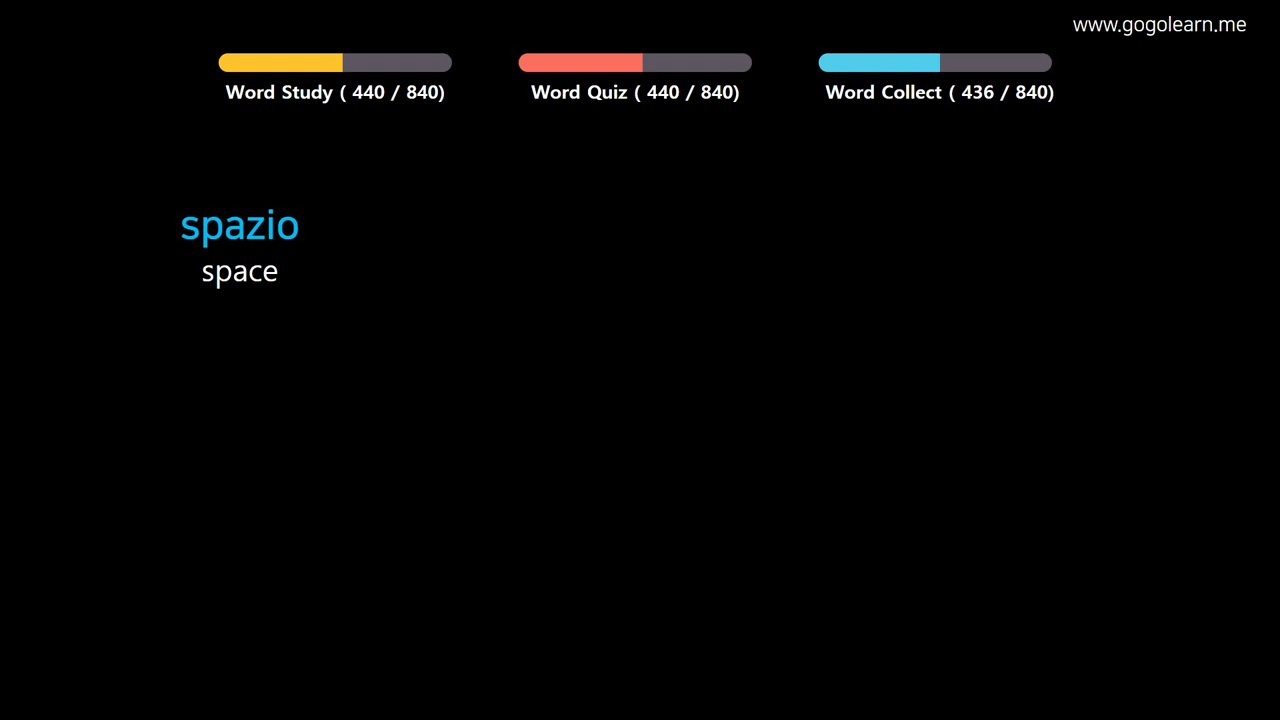 www.gogolearn.me
Word Study ( 440 / 840)
Word Quiz ( 440 / 840)
Word Collect ( 436 / 840)
spazio
space